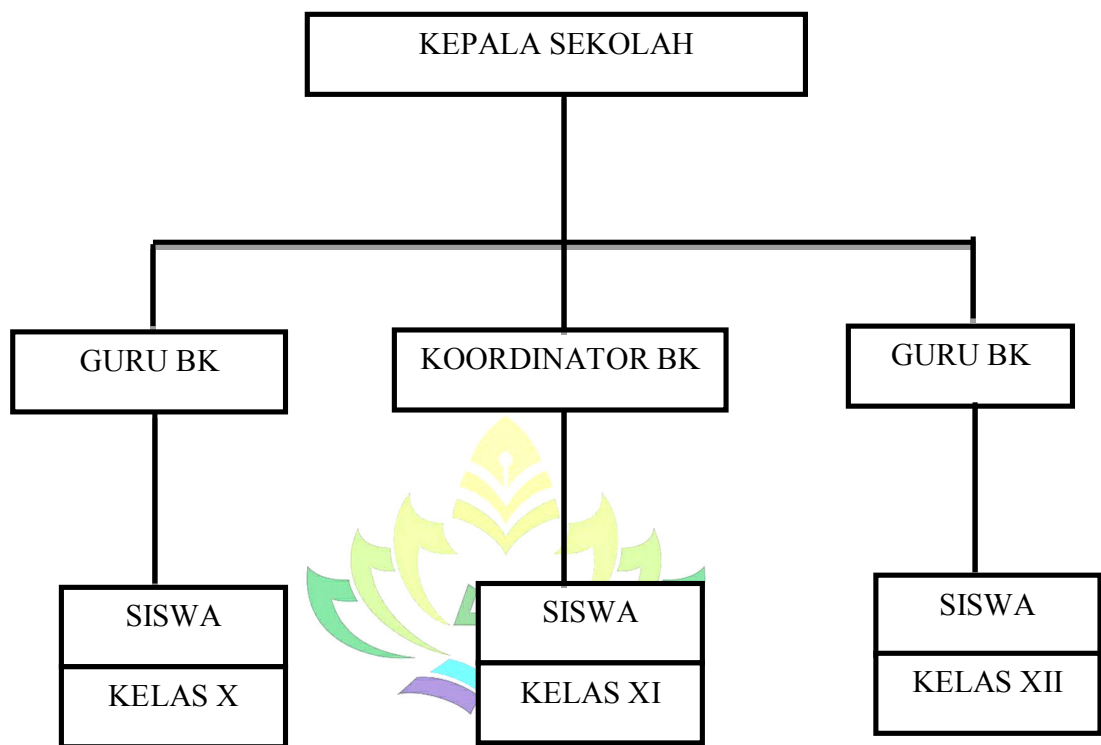 KEPALA SEKOLAH
GURU BK
KOORDINATOR BK
GURU BK
SISWA
KELAS X
SISWA
KELAS XI
SISWA
KELAS XII